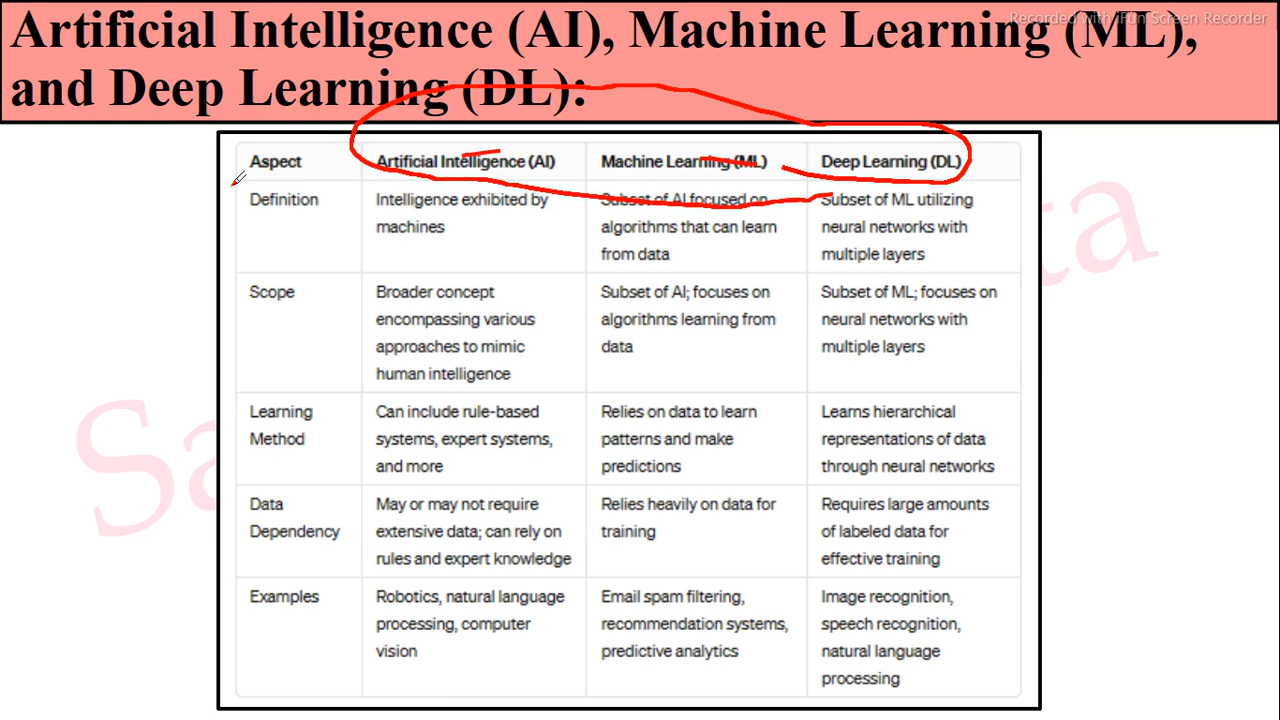 Recorded with iFun Screen Recorder
Artificial Intelligence (AI), Machine Learning (ML),
and Deep Learning (DL):
Aspect Artificial Intelligence (AI) Machine Learning (ML) Deep Learning (DL)
Definition Intelligence exhibited by Subset of AI focused on Subset of ML utilizing
machines algorithms that can learn neural networks with
from data multiple layers
Scope Broader concept Subset of AI; focuses on Subset of ML; focuses on
encompassing various algorithms learning from neural networks with
approaches to mimic data multiple layers
human intelligence
Learning Can include rule-based Relies on data to learn Learns hierarchical
Method systems, expert systems, patterns and make representations of data
and more predictions through neural networks
Data May or may not require Relies heavily on data for Requires large amounts
Dependency extensive data; can rely on training of labeled data for
rules and expert knowledge effective training
Examples Robotics, natural language Email spam filtering, Image recognition,
processing, computer recommendation systems, speech recognition,
vision predictive analytics natural language
processing